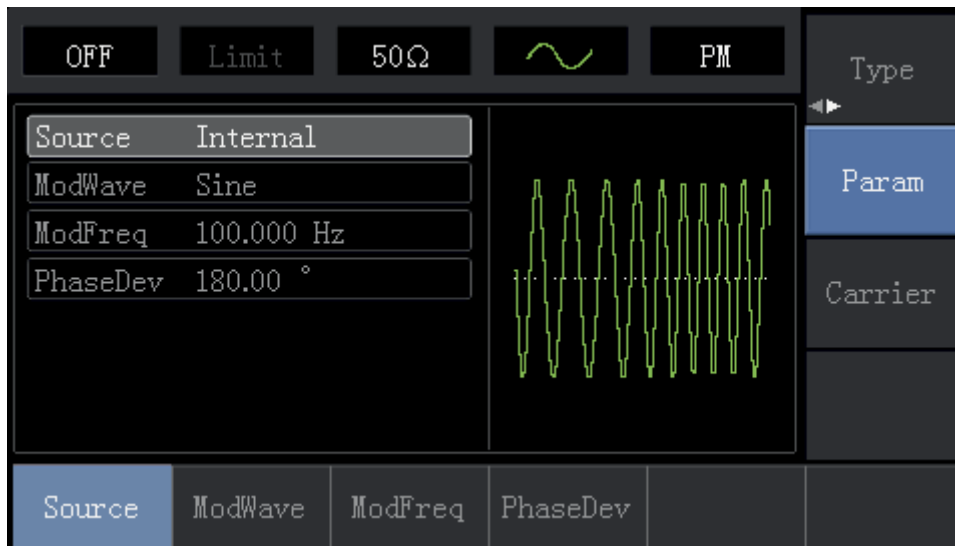 OFF Limit 50Ω PM
Type
Source Internal
ModWave Sine
ModFreq 100.000 Hz
PhaseDev 180.00 °
Param
Carrier
Source ModWave ModFreq PhaseDev